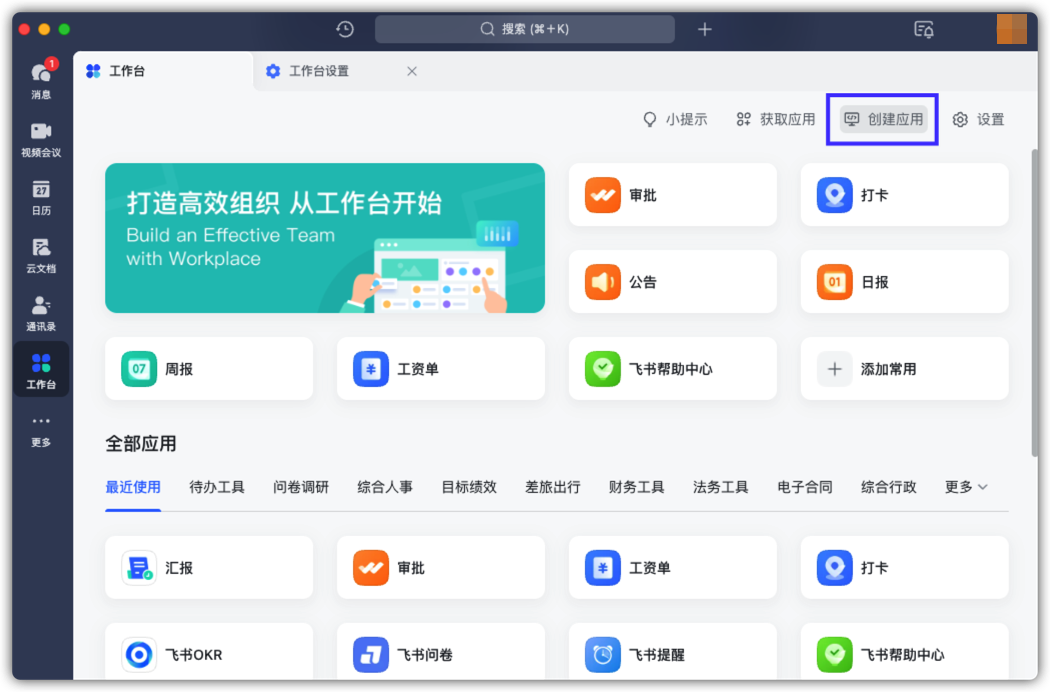 搜索 (⌘+K)
1
消息
视频会议
27
日历
云文档
通讯录
工作台
更多
工作台
工作台设置
小提示
获取应用
创建应用
设置
打造高效组织 从工作台开始
Build an Effective Team
with Workplace
审批
打卡
公告
01
日报
07
周报
工资单
飞书帮助中心
添加常用
全部应用
最近使用
待办工具
问卷调研
综合人事
目标绩效
差旅出行
财务工具
法务工具
电子合同
综合行政
更多
汇报
审批
工资单
打卡
飞书OKR
飞书问卷
飞书提醒
飞书帮助中心